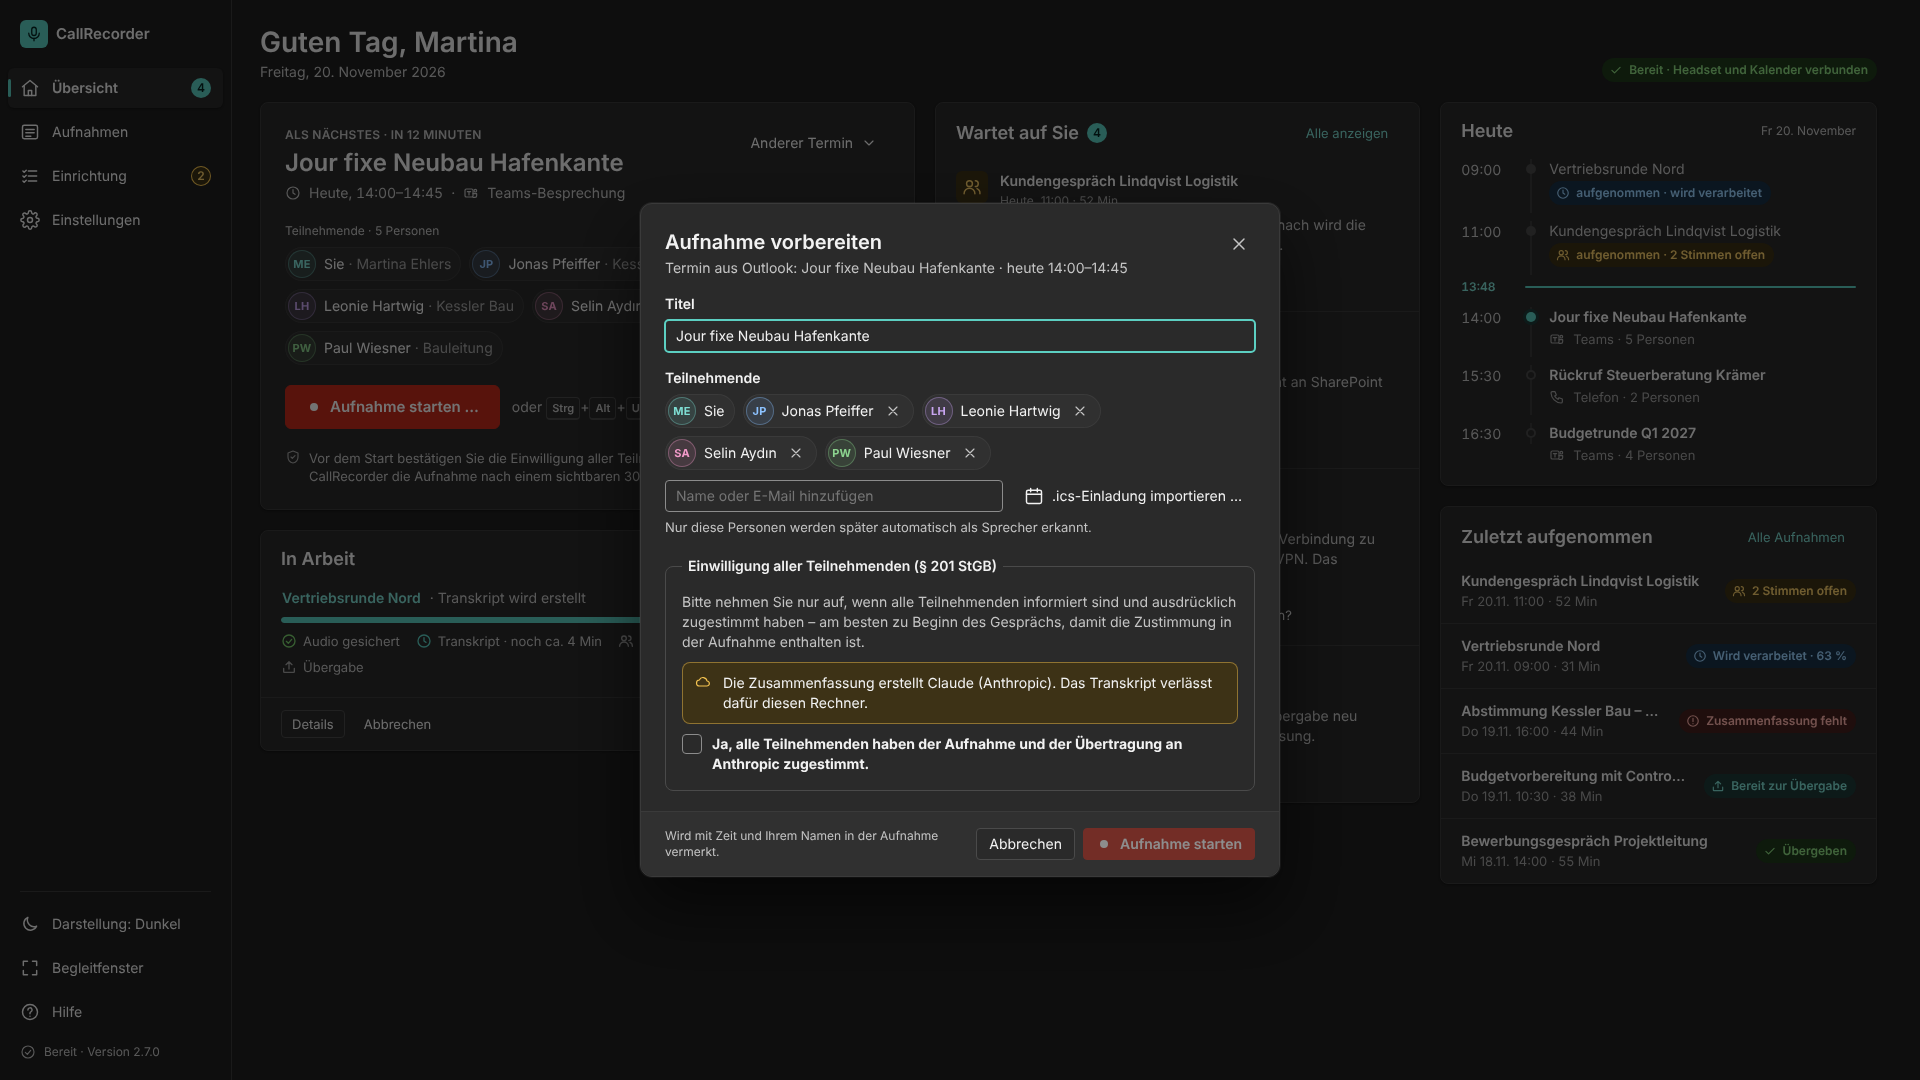 CallRecorder
Übersicht
4
Aufnahmen
Einrichtung
2
Einstellungen
Darstellung: Dunkel
Begleitfenster
Hilfe
Bereit · Version 2.7.0
Guten Tag, Martina
Freitag, 20. November 2026
Bereit · Headset und Kalender verbunden
ALS NÄCHSTES · IN 12 MINUTEN
Anderer Termin
Jour fixe Neubau Hafenkante
Heute, 14:00–14:45 · Teams-Besprechung
Teilnehmende · 5 Personen
ME Sie · Martina Ehlers
JP Jonas Pfeiffer
LH Leonie Hartwig · Kessler Bau
SA Selin
PW Paul Wiesner · Bauleitung
Aufnahme starten ...
oder Strg + Alt +
Vor dem Start bestätigen Sie die Einwilligung aller
CallRecorder die Aufnahme nach einem sichtbaren
In Arbeit
Vertriebsrunde Nord · Transkript wird erstellt
Audio gesichert
Transkript · noch ca. 4 Min
Übergabe
Details
Abbrechen
Wartet auf Sie 4
Alle anzeigen
Kundengespräch Lindqvist Logistik
Heute, 11:00 · 52 Min
wird die
an SharePoint
Verbindung zu
Das
neu
Heute
Fr 20. November
09:00
Vertriebsrunde Nord
aufgenommen · wird verarbeitet
11:00
Kundengespräch Lindqvist Logistik
aufgenommen · 2 Stimmen offen
13:48
14:00
Jour fixe Neubau Hafenkante
Teams · 5 Personen
15:30
Rückruf Steuerberatung Krämer
Telefon · 2 Personen
16:30
Budgetrunde Q1 2027
Teams · 4 Personen
Zuletzt aufgenommen
Alle Aufnahmen
Kundengespräch Lindqvist Logistik
Fr 20.11. 11:00 · 52 Min
2 Stimmen offen
Vertriebsrunde Nord
Fr 20.11. 09:00 · 31 Min
Wird verarbeitet · 63 %
Abstimmung Kessler Bau – ...
Do 19.11. 16:00 · 44 Min
Zusammenfassung fehlt
Budgetvorbereitung mit Contro...
Do 19.11. 10:30 · 38 Min
Bereit zur Übergabe
Bewerbungsgespräch Projektleitung
Mi 18.11. 14:00 · 55 Min
Übergeben
Aufnahme vorbereiten
Termin aus Outlook: Jour fixe Neubau Hafenkante · heute 14:00–14:45
Titel
Jour fixe Neubau Hafenkante
Teilnehmende
ME Sie
JP Jonas Pfeiffer
LH Leonie Hartwig
SA Selin Aydın
PW Paul Wiesner
Name oder E-Mail hinzufügen
.ics-Einladung importieren ...
Nur diese Personen werden später automatisch als Sprecher erkannt.
Einwilligung aller Teilnehmenden (§ 201 StGB)
Bitte nehmen Sie nur auf, wenn alle Teilnehmenden informiert sind und ausdrücklich
zugestimmt haben – am besten zu Beginn des Gesprächs, damit die Zustimmung in
der Aufnahme enthalten ist.
Die Zusammenfassung erstellt Claude (Anthropic). Das Transkript verlässt
dafür diesen Rechner.
Ja, alle Teilnehmenden haben der Aufnahme und der Übertragung an
Anthropic zugestimmt.
Wird mit Zeit und Ihrem Namen in der Aufnahme
vermerkt.
Abbrechen
Aufnahme starten